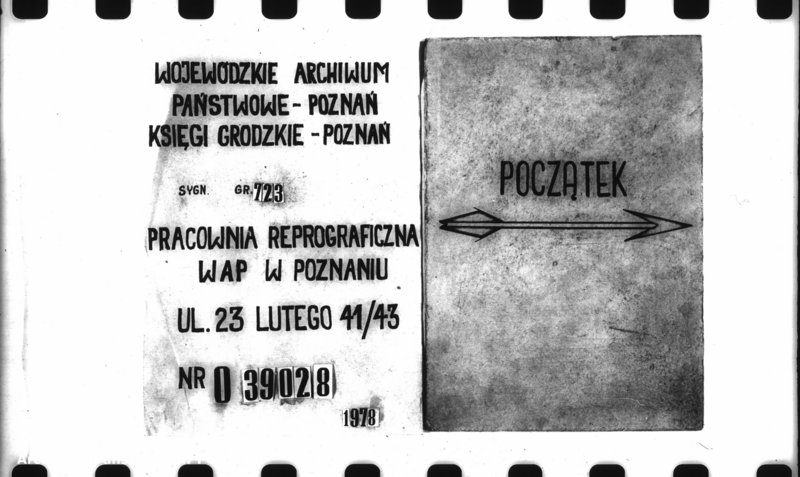 WOJEWÓDZKIE ARCHIWUM
PAŃSTWOWE - POZNAŃ
KSIĘGI GRODZKIE - POZNAŃ
SYGN. GR. 723
PRACOWNIA REPROGRAFICZNA
WAP W POZNANIU
UL. 23 LUTEGO 41/43
NR 0 39028
1978
POCZĄTEK